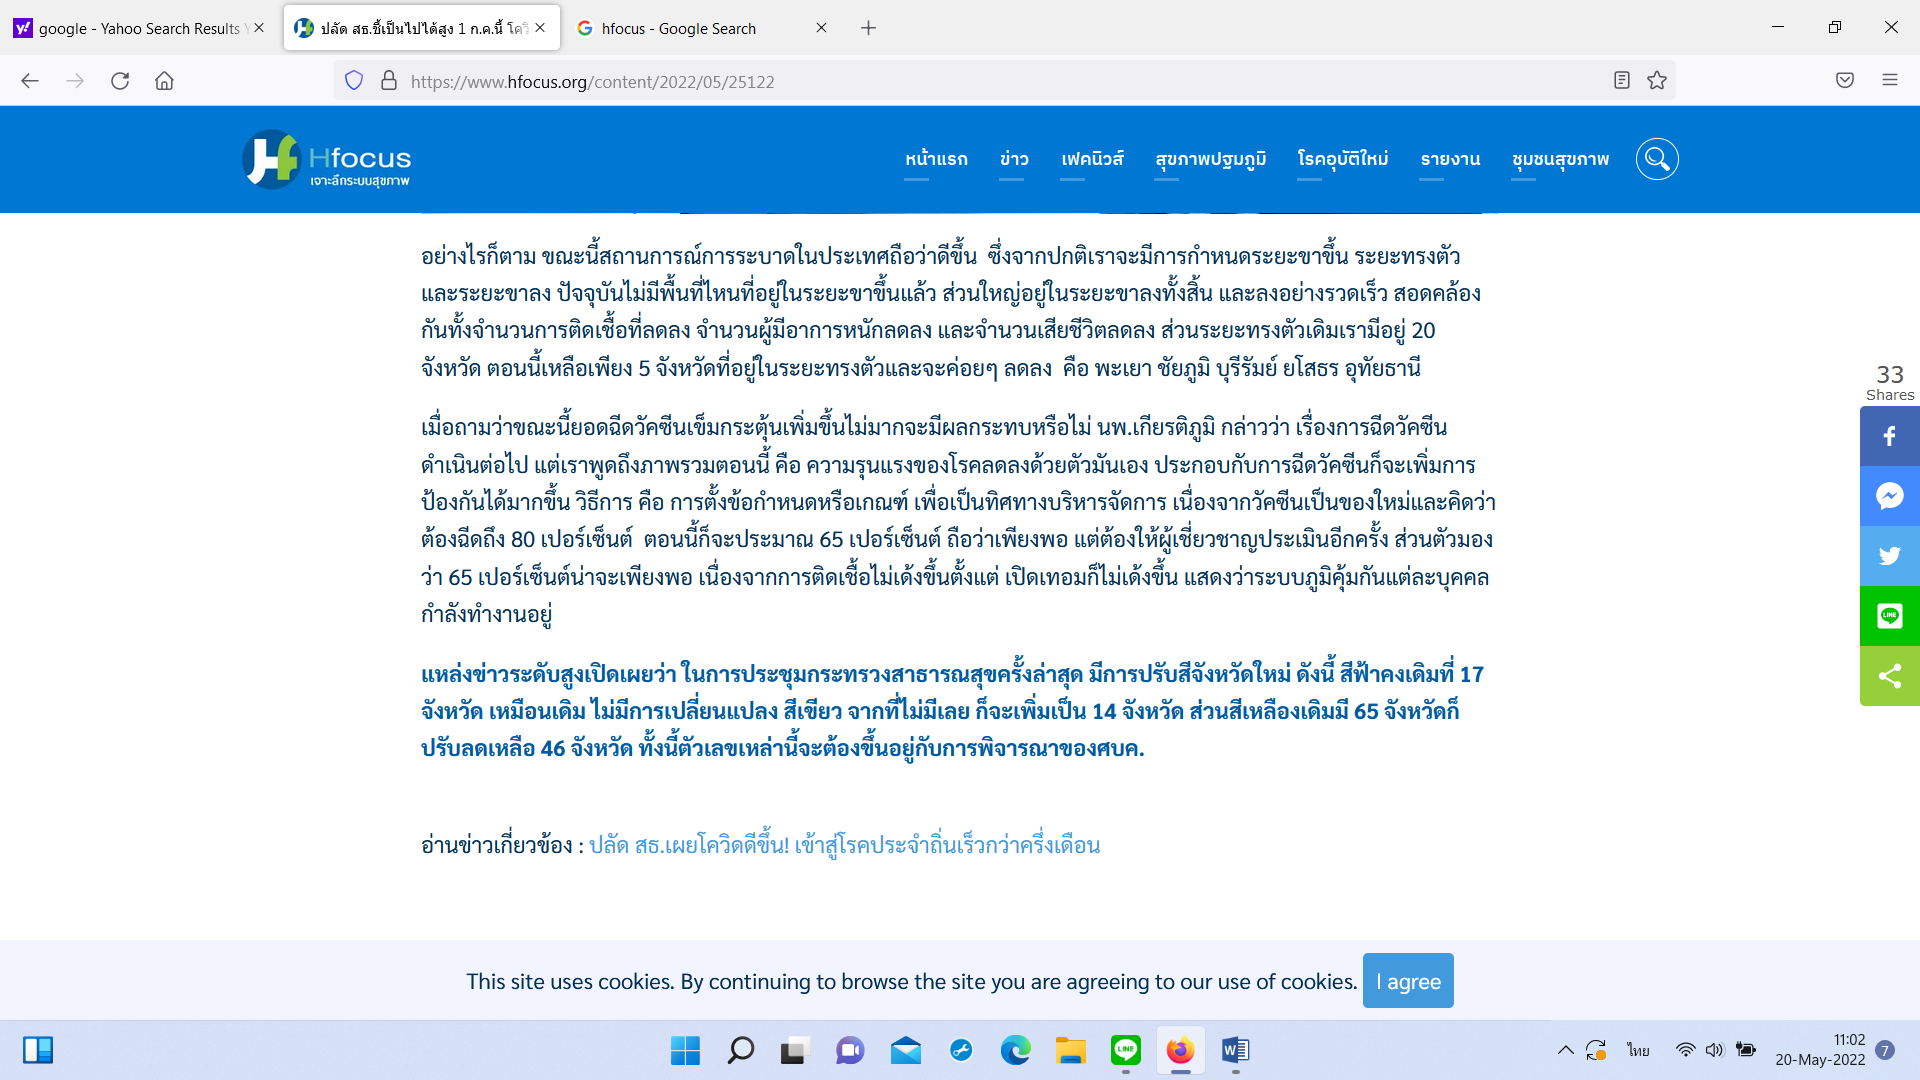 google - Yahoo Search Results
ปลัด สธ.ชี้เป็นไปได้สูง 1 ก.ค.นี้
hfocus - Google Search
https://www.hfocus.org/content/2022/05/25122
Hfocus
เจาะลึกระบบสุขภาพ
หน้าแรก ข่าว เฟคนิวส์ สุขภาพปฐมภูมิ โรคอุบัติใหม่ รายงาน ชุมชนสุขภาพ
อย่างไรก็ตาม ขณะนี้สถานการณ์การระบาดในประเทศถือว่าดีขึ้น ซึ่งจากปกติเราจะมีการกำหนดระยะขาขึ้น ระยะทรงตัว
และระยะขาลง ปัจจุบันไม่มีพื้นที่ไหนที่อยู่ในระยะขาขึ้นแล้ว ส่วนใหญ่อยู่ในระยะขาลงทั้งสิ้น และลงอย่างรวดเร็ว สอดคล้อง
กันทั้งจำนวนการติดเชื้อที่ลดลง จำนวนผู้มีอาการหนักลดลง และจำนวนเสียชีวิตลดลง ส่วนระยะทรงตัวเดิมเรามีอยู่ 20
จังหวัด ตอนนี้เหลือเพียง 5 จังหวัดที่อยู่ในระยะทรงตัวและจะค่อยๆ ลดลง คือ พะเยา ชัยภูมิ บุรีรัมย์ ยโสธร อุทัยธานี
เมื่อถามว่าขณะนี้ยอดฉีดวัคซีนเข็มกระตุ้นเพิ่มขึ้นไม่มากจะมีผลกระทบหรือไม่ นพ.เกียรติภูมิ กล่าวว่า เรื่องการฉีดวัคซีน
ดำเนินต่อไป แต่เราพูดถึงภาพรวมตอนนี้ คือ ความรุนแรงของโรคลดลงด้วยตัวมันเอง ประกอบกับการฉีดวัคซีนก็จะเพิ่มการ
ป้องกันได้มากขึ้น วิธีการ คือ การตั้งข้อกำหนดหรือเกณฑ์ เพื่อเป็นทิศทางบริหารจัดการ เนื่องจากวัคซีนเป็นของใหม่และคิดว่า
ต้องฉีดถึง 80 เปอร์เซ็นต์ ตอนนี้ก็จะประมาณ 65 เปอร์เซ็นต์ ถือว่าเพียงพอ แต่ต้องให้ผู้เชี่ยวชาญประเมินอีกครั้ง ส่วนตัวมอง
ว่า 65 เปอร์เซ็นต์น่าจะเพียงพอ เนื่องจากการติดเชื้อไม่เด้งขึ้นตั้งแต่ เปิดเทอมก็ไม่เด้งขึ้น แสดงว่าระบบภูมิคุ้มกันแต่ละบุคคล
กำลังทำงานอยู่
แหล่งข่าวระดับสูงเปิดเผยว่า ในการประชุมกระทรวงสาธารณสุขครั้งล่าสุด มีการปรับสีจังหวัดใหม่ ดังนี้ สีฟ้าคงเดิมที่ 17
จังหวัด เหมือนเดิม ไม่มีการเปลี่ยนแปลง สีเขียว จากที่ไม่มีเลย ก็จะเพิ่มเป็น 14 จังหวัด ส่วนสีเหลืองเดิมมี 65 จังหวัดก็
ปรับลดเหลือ 46 จังหวัด ทั้งนี้ตัวเลขเหล่านี้จะต้องขึ้นอยู่กับการพิจารณาของศบค.
อ่านข่าวเกี่ยวข้อง : ปลัด สธ.เผยโควิดดีขึ้น! เข้าสู่โรคประจำถิ่นเร็วกว่าครึ่งเดือน
33
Shares
LINE
This site uses cookies. By continuing to browse the site you are agreeing to our use of cookies. I agree
LINE
ไทย
11:02
20-May-2022
7